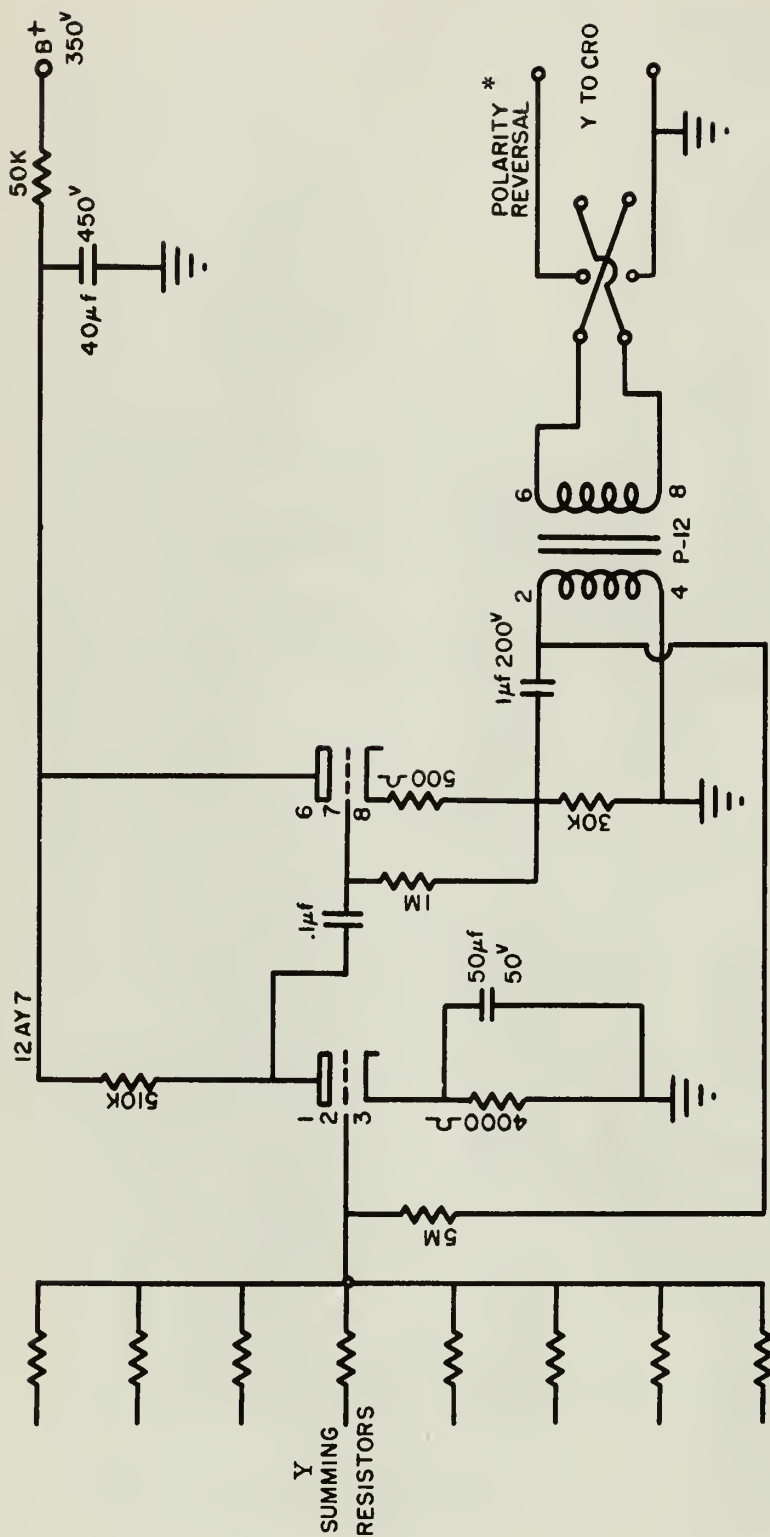 B+
350V
50K
40µf 450V
12AY7
510K
POLARITY *
REVERSAL
Y TO CRO
6
7
8
500Ω
1M
.1µf
30K
1µf 200V
2
4
6
8
P-12
1
2
3
4000Ω
50µf
50V
5M
Y
SUMMING
RESISTORS